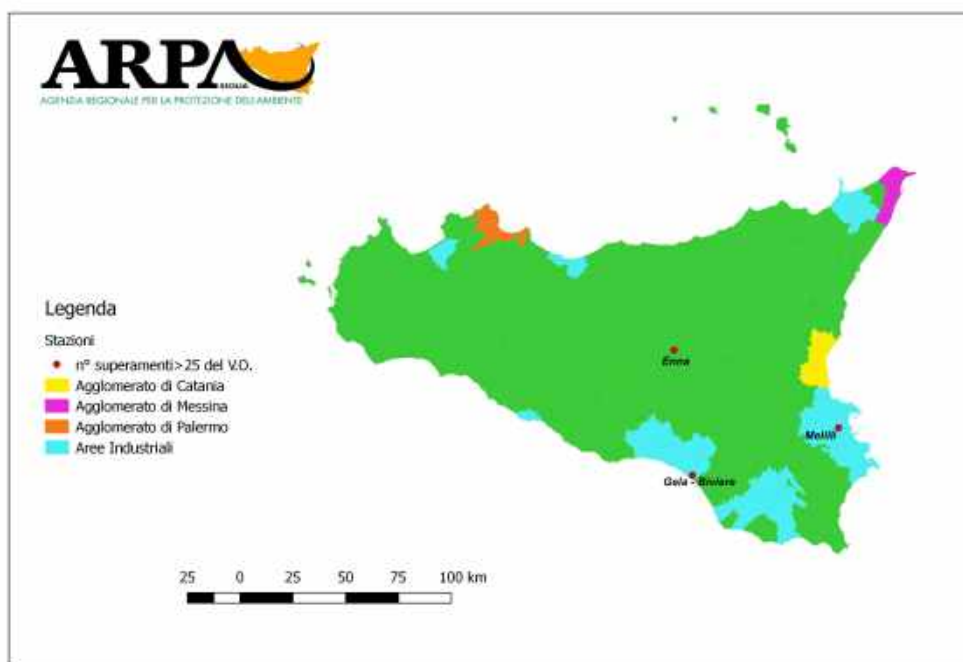 ARPA
SICILIA
AGENZIA REGIONALE PER LA PROTEZIONE DELL'AMBIENTE
Legenda
Stazioni
n° superamenti>25 del V.O.
Agglomerato di Catania
Agglomerato di Messina
Agglomerato di Palermo
Aree Industriali
Enna
Melilli
Gela - Biviere
25 0 25 50 75 100 km